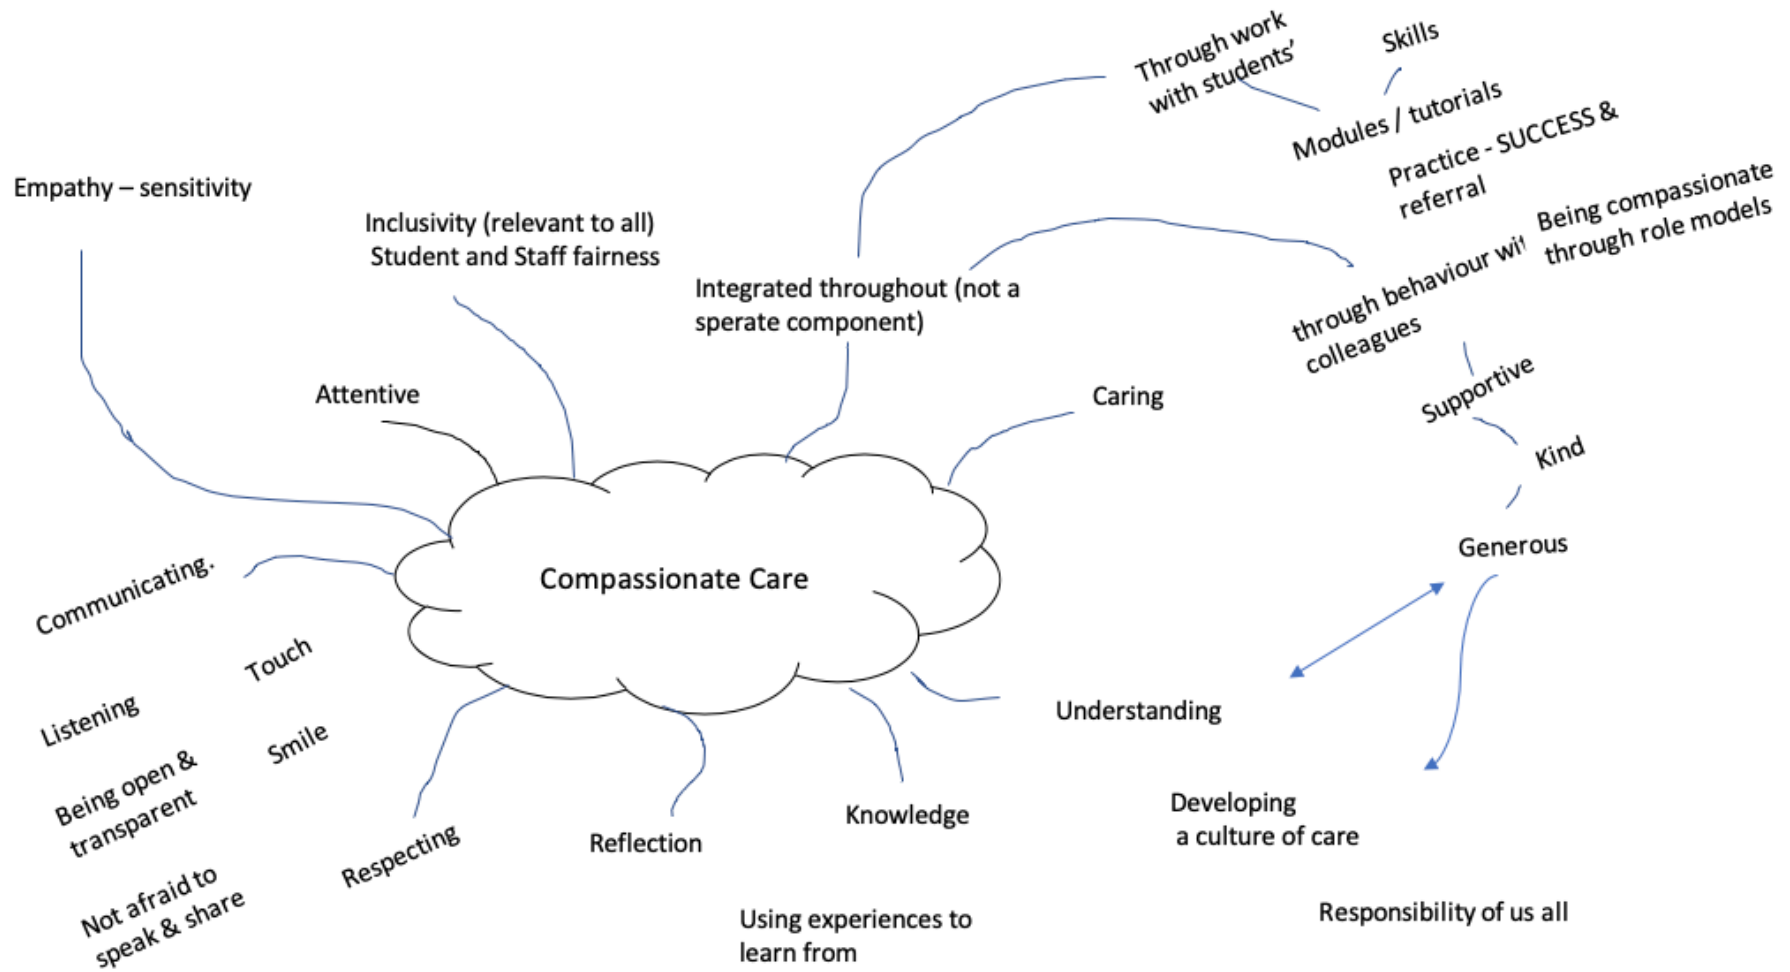 Through work
with students'
Skills
Modules / tutorials
Practice - SUCCESS &
referral
Being compassionate
through role models
through behaviour wit
colleagues
Empathy – sensitivity
Inclusivity (relevant to all)
Student and Staff fairness
Integrated throughout (not a
sperate component)
Attentive
Caring
Supportive
Kind
Generous
Compassionate Care
Communicating.
Touch
Listening
Smile
Being open &
transparent
Not afraid to
speak & share
Respecting
Reflection
Knowledge
Using experiences to
learn from
Understanding
Developing
a culture of care
Responsibility of us all